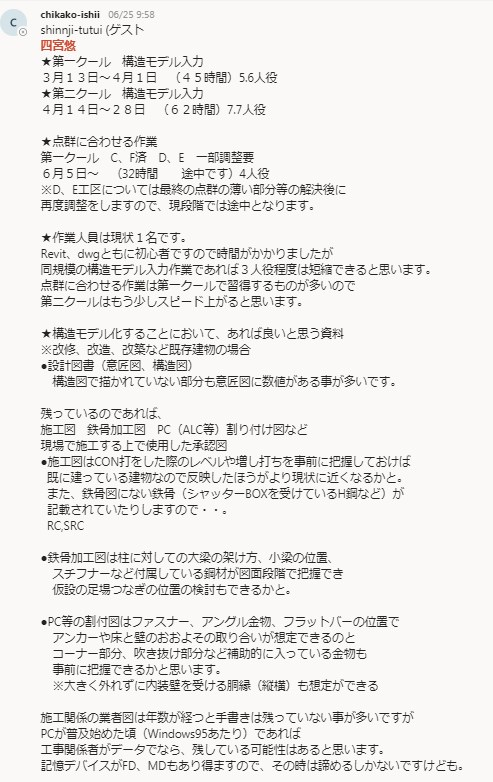 C
chikako-ishii 06/25 9:58
shinnji-tutui (ゲスト
四宮悠
★第一クール　構造モデル入力
３月１３日～４月１日　（４５時間）5.6人役
★第二クール　構造モデル入力
４月１４日～２８日　（６２時間）7.7人役
★点群に合わせる作業
第一クール　C、F済　D、E　一部調整要
６月５日～　（32時間　　途中です）4人役
※D、E工区については最終の点群の薄い部分等の解決後に
再度調整をしますので、現段階では途中となります。
★作業人員は現状１名です。
Revit、dwgともに初心者ですので時間がかかりましたが
同規模の構造モデル入力作業であれば３人役程度は短縮できると思います。
点群に合わせる作業は第一クールで習得するものが多いので
第二クールはもう少しスピード上がると思います。
★構造モデル化することにおいて、あれば良いと思う資料
※改修、改造、改築など既存建物の場合
●設計図書（意匠図、構造図）
構造図で描かれていない部分も意匠図に数値がある事が多いです。
残っているのであれば、
施工図　鉄骨加工図　PC（ALC等）割り付け図など
現場で施工する上で使用した承認図
●施工図はCON打をした際のレベルや増し打ちを事前に把握しておけば
既に建っている建物なので反映したほうがより現状に近くなるかと。
また、鉄骨図にない鉄骨（シャッターBOXを受けているH鋼など）が
記載されていたりしますので・・。
RC,SRC
●鉄骨加工図は柱に対しての大梁の架け方、小梁の位置、
スチフナーなど付属している鋼材が図面段階で把握でき
仮設の足場つなぎの位置の検討もできるかと。
●PC等の割付図はファスナー、アングル金物、フラットバーの位置で
アンカーや床と壁のおおよその取り合いが想定できるのと
コーナー部分、吹き抜け部分など補助的に入っている金物も
事前に把握できるかと思います。
※大きく外れずに内装壁を受ける胴縁（縦横）も想定ができる
施工関係の業者図は年数が経つと手書きは残っていない事が多いですが
PCが普及始めた頃（Windows95あたり）であれば
工事関係者がデータでなら、残している可能性はあると思います。
記憶デバイスがFD、MDもあり得ますので、その時は諦めるしかないですけども。